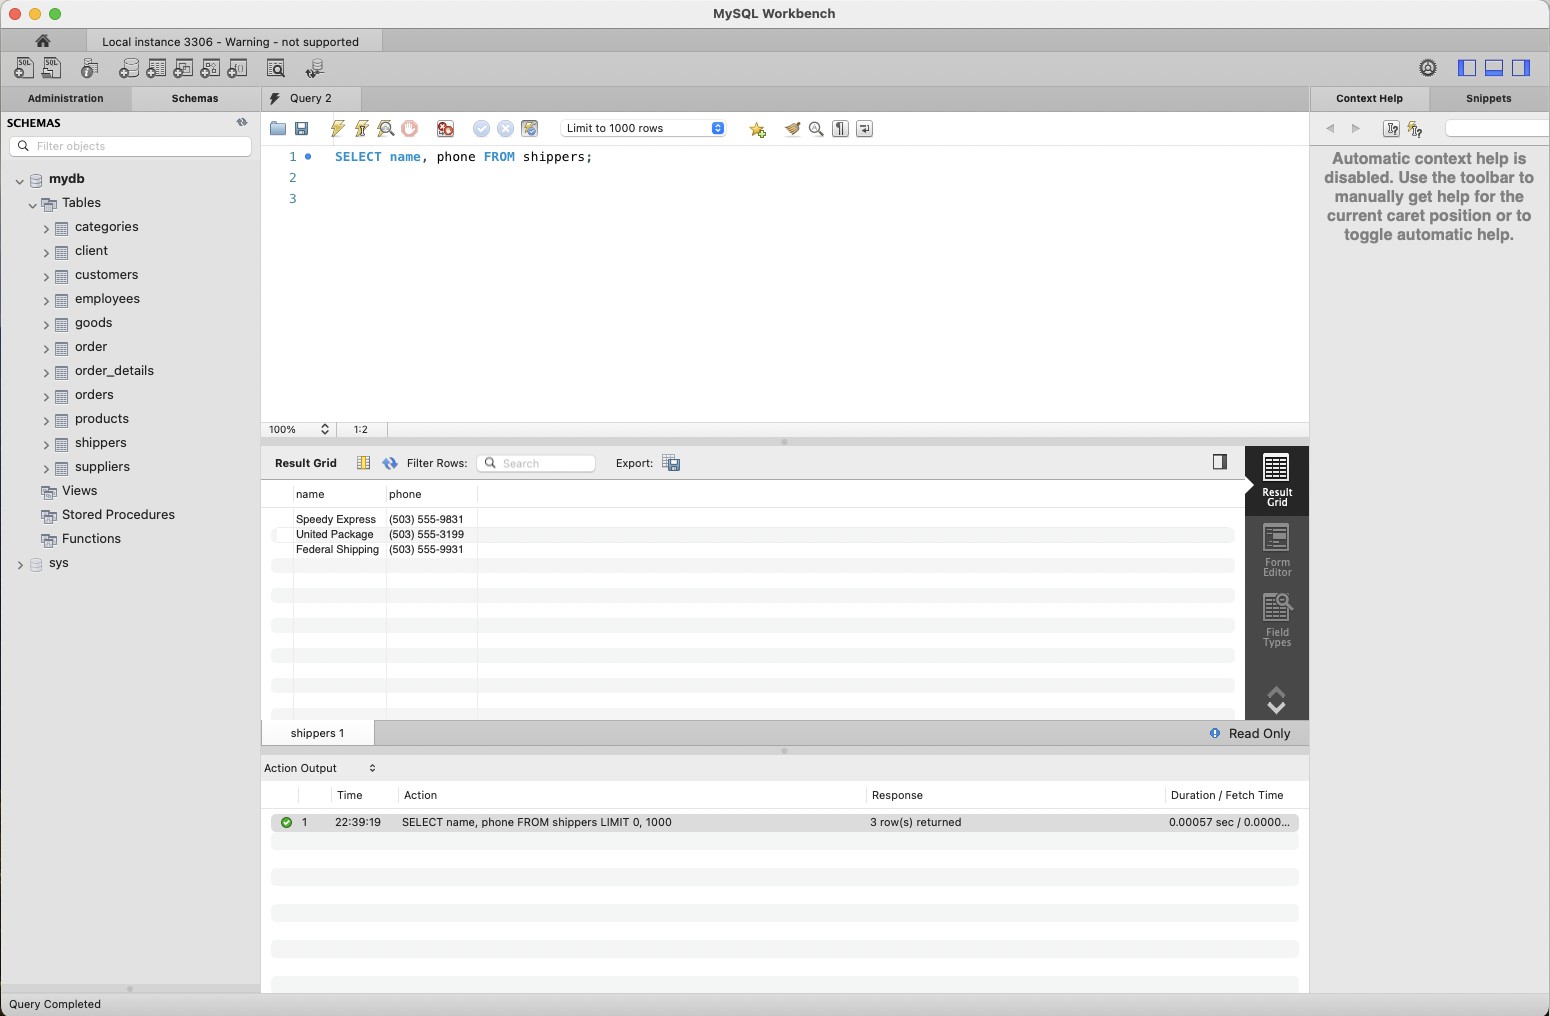 MySQL Workbench
Local instance 3306 - Warning - not supported
Administration
Schemas
Query 2
Context Help
Snippets
SCHEMAS
Filter objects
Limit to 1000 rows
1 SELECT name, phone FROM shippers;
2
3
Automatic context help is
disabled. Use the toolbar to
manually get help for the
current caret position or to
toggle automatic help.
mydb
Tables
categories
client
customers
employees
goods
order
order_details
orders
products
shippers
suppliers
Views
Stored Procedures
Functions
sys
100% 1:2
Result Grid Filter Rows: Search Export:
name phone
Speedy Express (503) 555-9831
United Package (503) 555-3199
Federal Shipping (503) 555-9931
Result
Grid
Form
Editor
Field
Types
shippers 1
Read Only
Action Output
Time Action Response Duration / Fetch Time
1 22:39:19 SELECT name, phone FROM shippers LIMIT 0, 1000 3 row(s) returned 0.00057 sec / 0.0000...
Query Completed